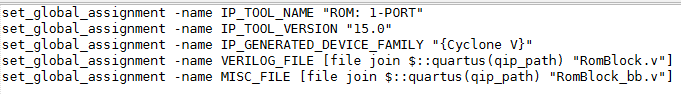 set_global_assignment -name IP_TOOL_NAME "ROM: 1-PORT"
set_global_assignment -name IP_TOOL_VERSION "15.0"
set_global_assignment -name IP_GENERATED_DEVICE_FAMILY "{Cyclone V}"
set_global_assignment -name VERILOG_FILE [file join $::quartus(qip_path) "RomBlock.v"]
set_global_assignment -name MISC_FILE [file join $::quartus(qip_path) "RomBlock_bb.v"]